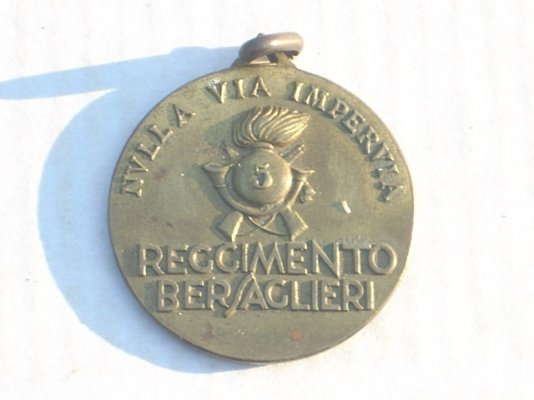 NVLLA VIA IMPERVIA
5
REGGIMENTO
BERSAGLIERI